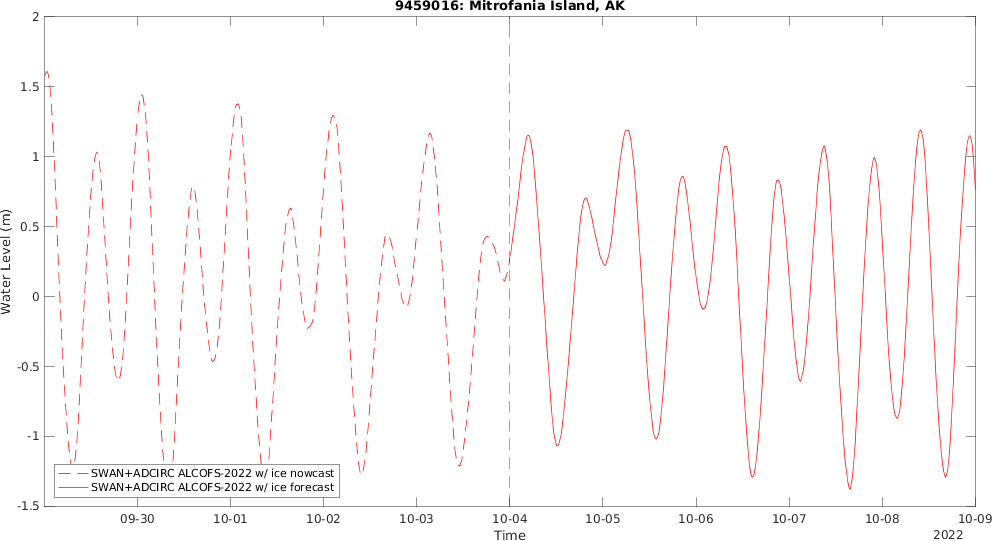 9459016: Mitrofania Island, AK
Water Level (m)
2
1.5
1
0.5
0
-0.5
-1
-1.5
SWAN+ADCIRC ALCOFS-2022 w/ ice nowcast
SWAN+ADCIRC ALCOFS-2022 w/ ice forecast
09-30 10-01 10-02 10-03 10-04 10-05 10-06 10-07 10-08 10-09
Time
2022